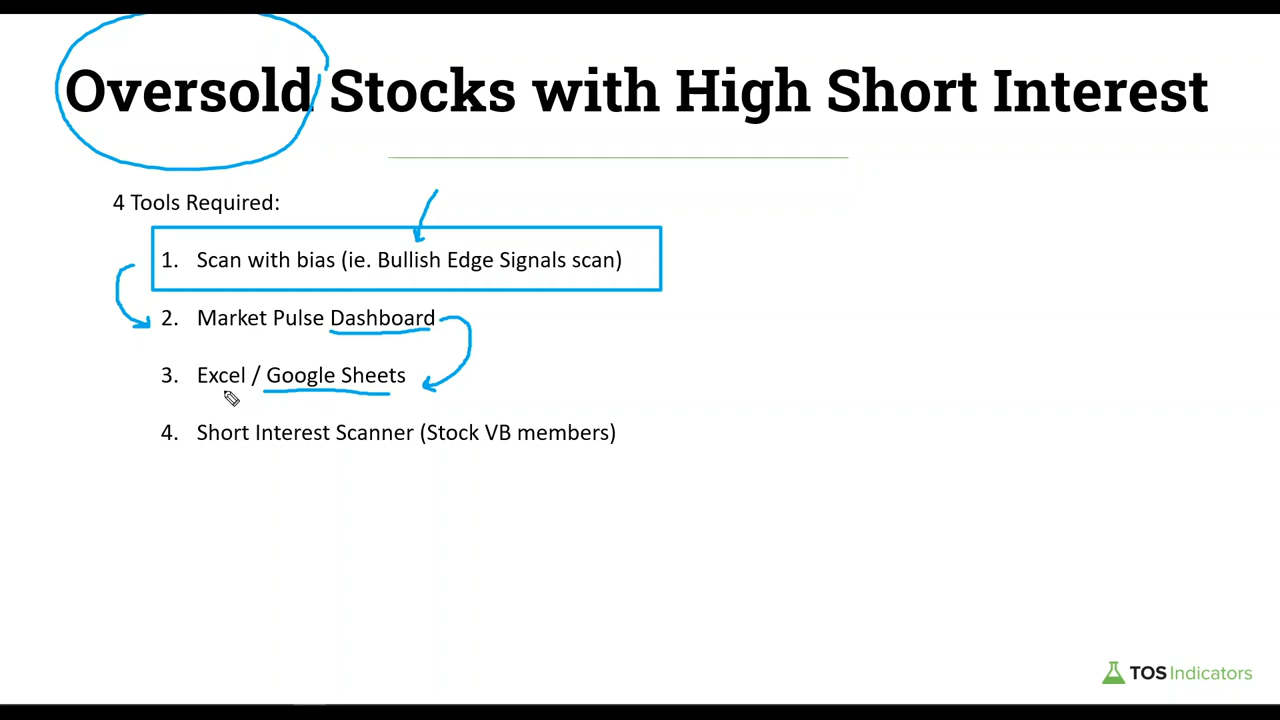 Oversold Stocks with High Short Interest
4 Tools Required:
1. Scan with bias (ie. Bullish Edge Signals scan)
2. Market Pulse Dashboard
3. Excel / Google Sheets
4. Short Interest Scanner (Stock VB members)
TOS Indicators